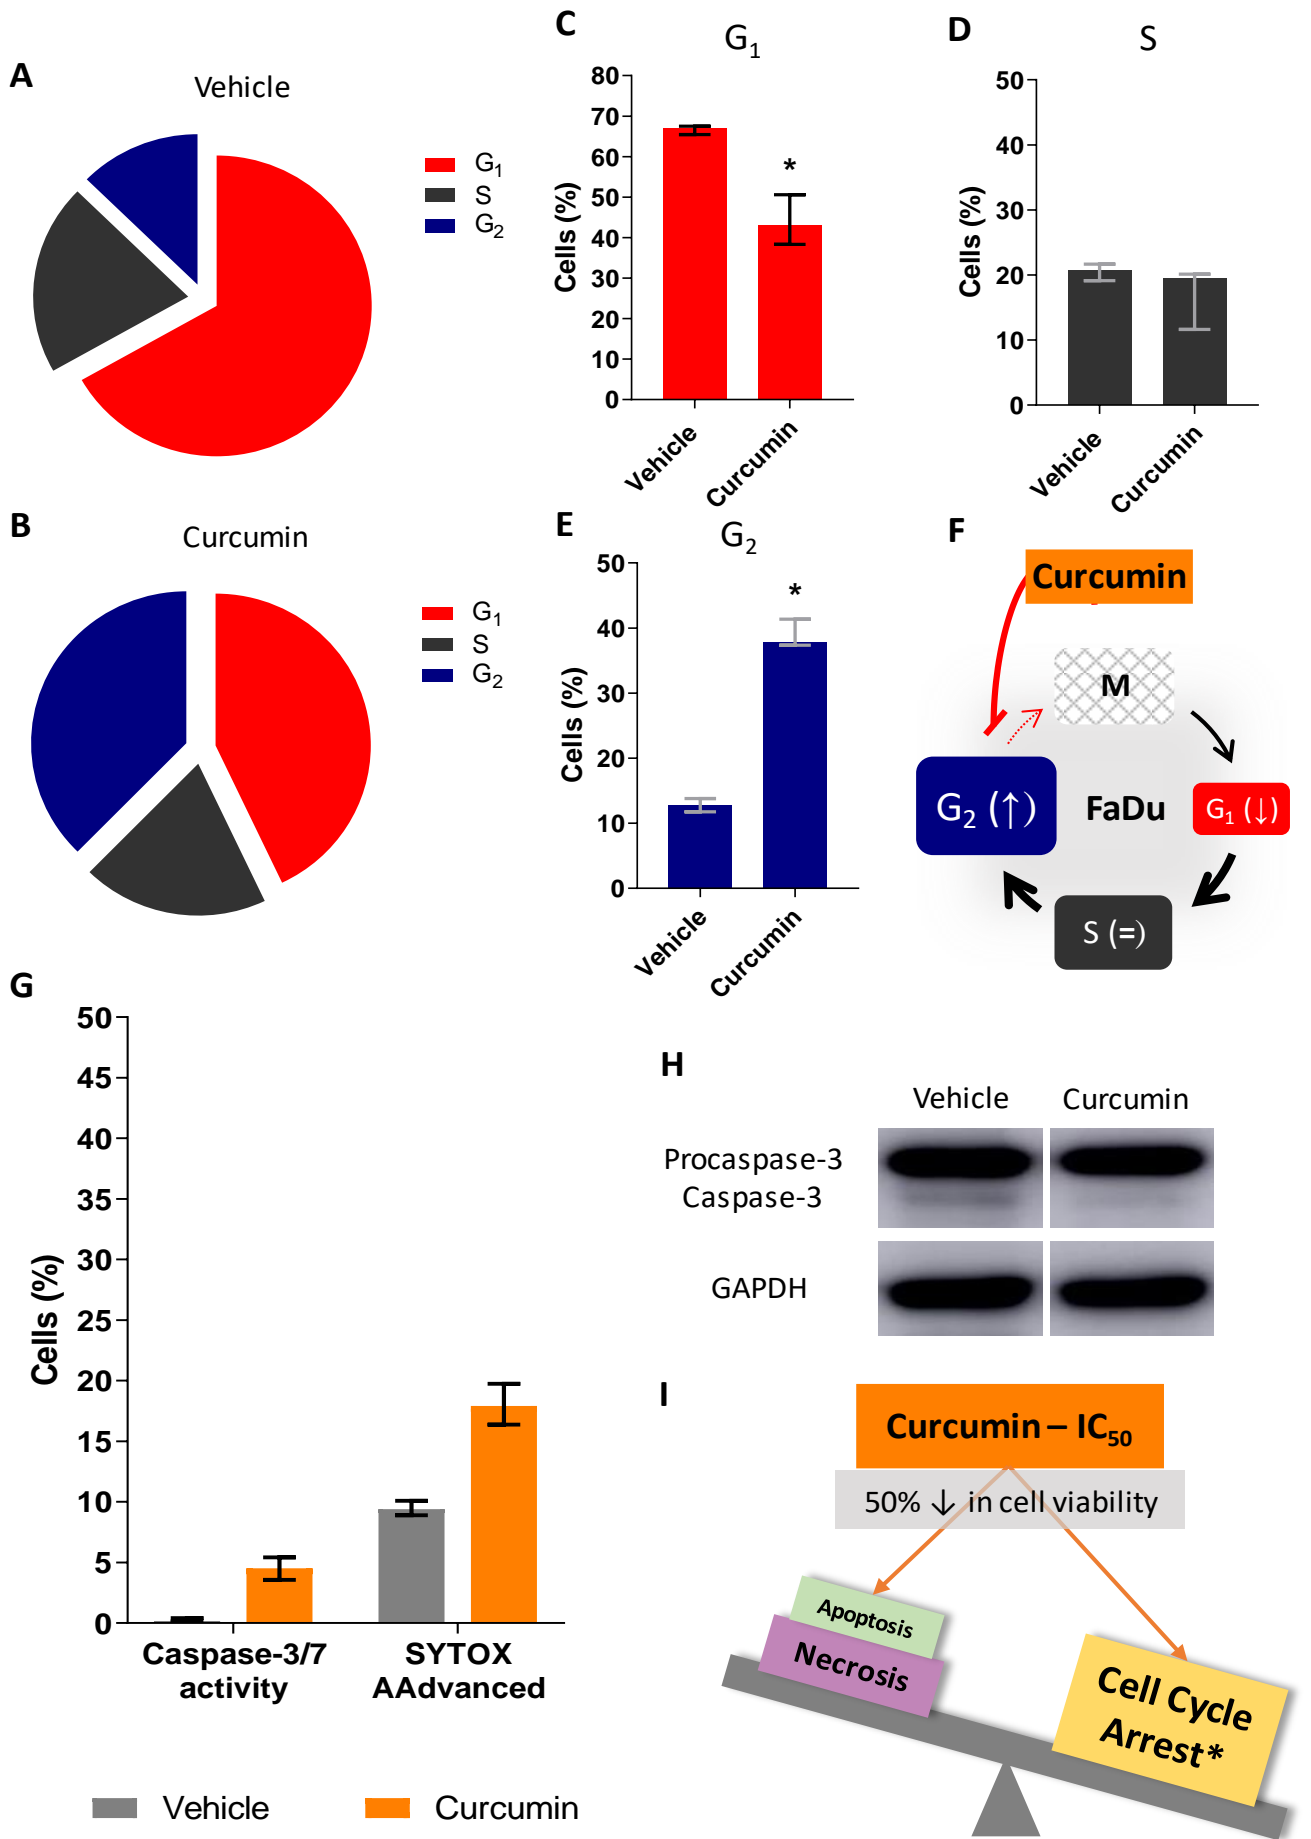 A
Vehicle
G1
S
G2
B
Curcumin
G1
S
G2
C
G1
Cells (%)
80
70
60
50
40
30
20
10
0
*
Vehicle
Curcumin
D
S
Cells (%)
50
40
30
20
10
0
Vehicle
Curcumin
E
G2
Cells (%)
50
40
30
20
10
0
*
Vehicle
Curcumin
F
Curcumin
M
G2 (↑)
FaDu
G1 (↓)
S (=)
G
Cells (%)
50
45
40
35
30
25
20
15
10
5
0
Caspase-3/7
activity
SYTOX
AAdvanced
Vehicle
Curcumin
H
Vehicle
Curcumin
Procaspase-3
Caspase-3
GAPDH
I
Curcumin – IC50
50% ↓ in cell viability
Apoptosis
Necrosis
Cell Cycle
Arrest*